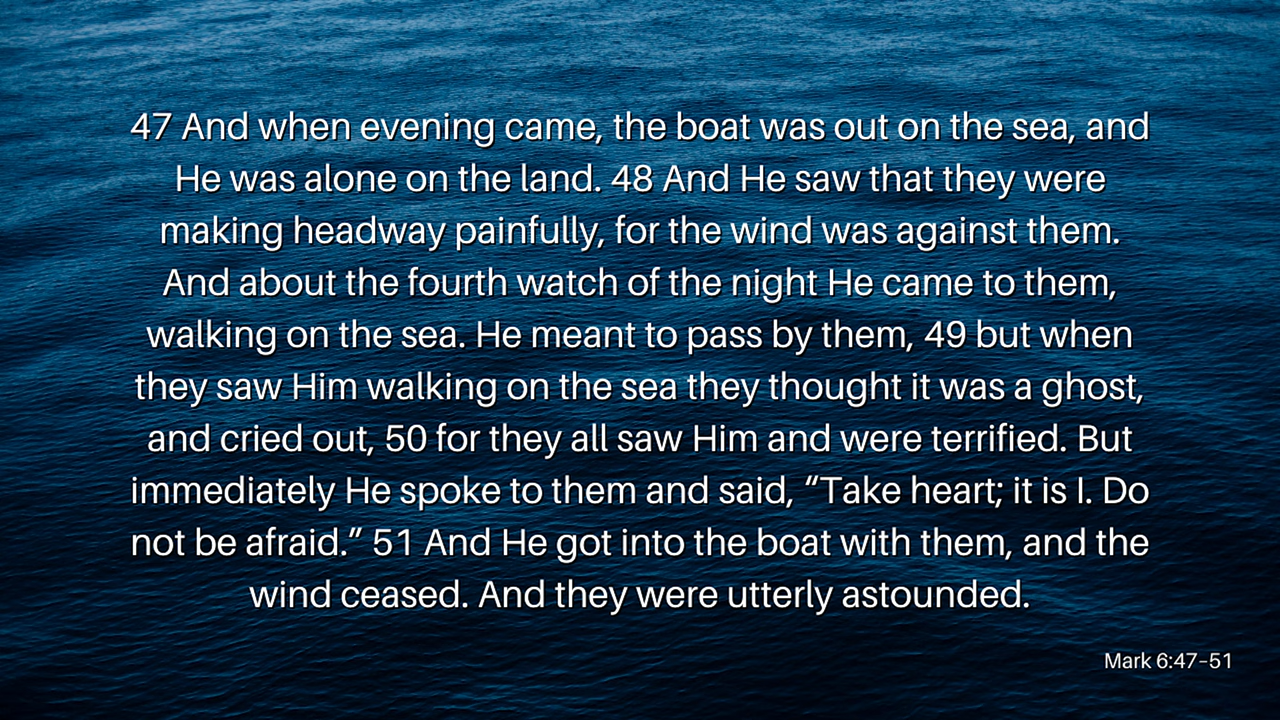 47 And when evening came, the boat was out on the sea, and
He was alone on the land. 48 And He saw that they were
making headway painfully, for the wind was against them.
And about the fourth watch of the night He came to them,
walking on the sea. He meant to pass by them, 49 but when
they saw Him walking on the sea they thought it was a ghost,
and cried out, 50 for they all saw Him and were terrified. But
immediately He spoke to them and said, “Take heart; it is I. Do
not be afraid.” 51 And He got into the boat with them, and the
wind ceased. And they were utterly astounded.
Mark 6:47–51